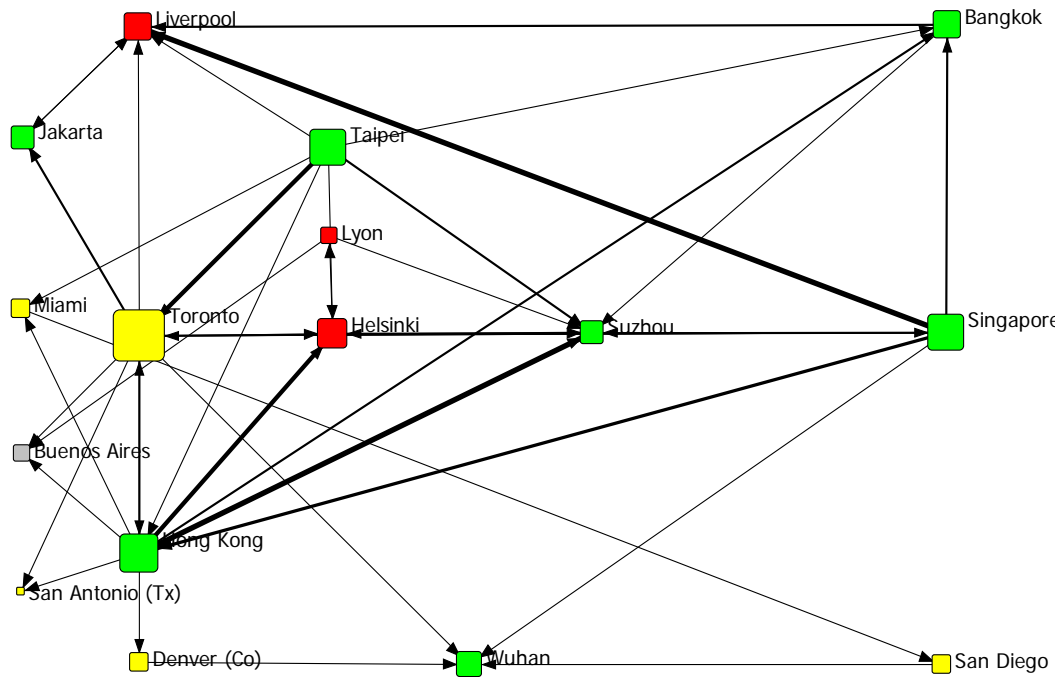 Liverpool
Bangkok
Jakarta
Taipei
Lyon
Miami
Toronto
Helsinki
Suzhou
Singapore
Buenos Aires
Hong Kong
San Antonio (Tx)
Denver (Co)
Wuhan
San Diego